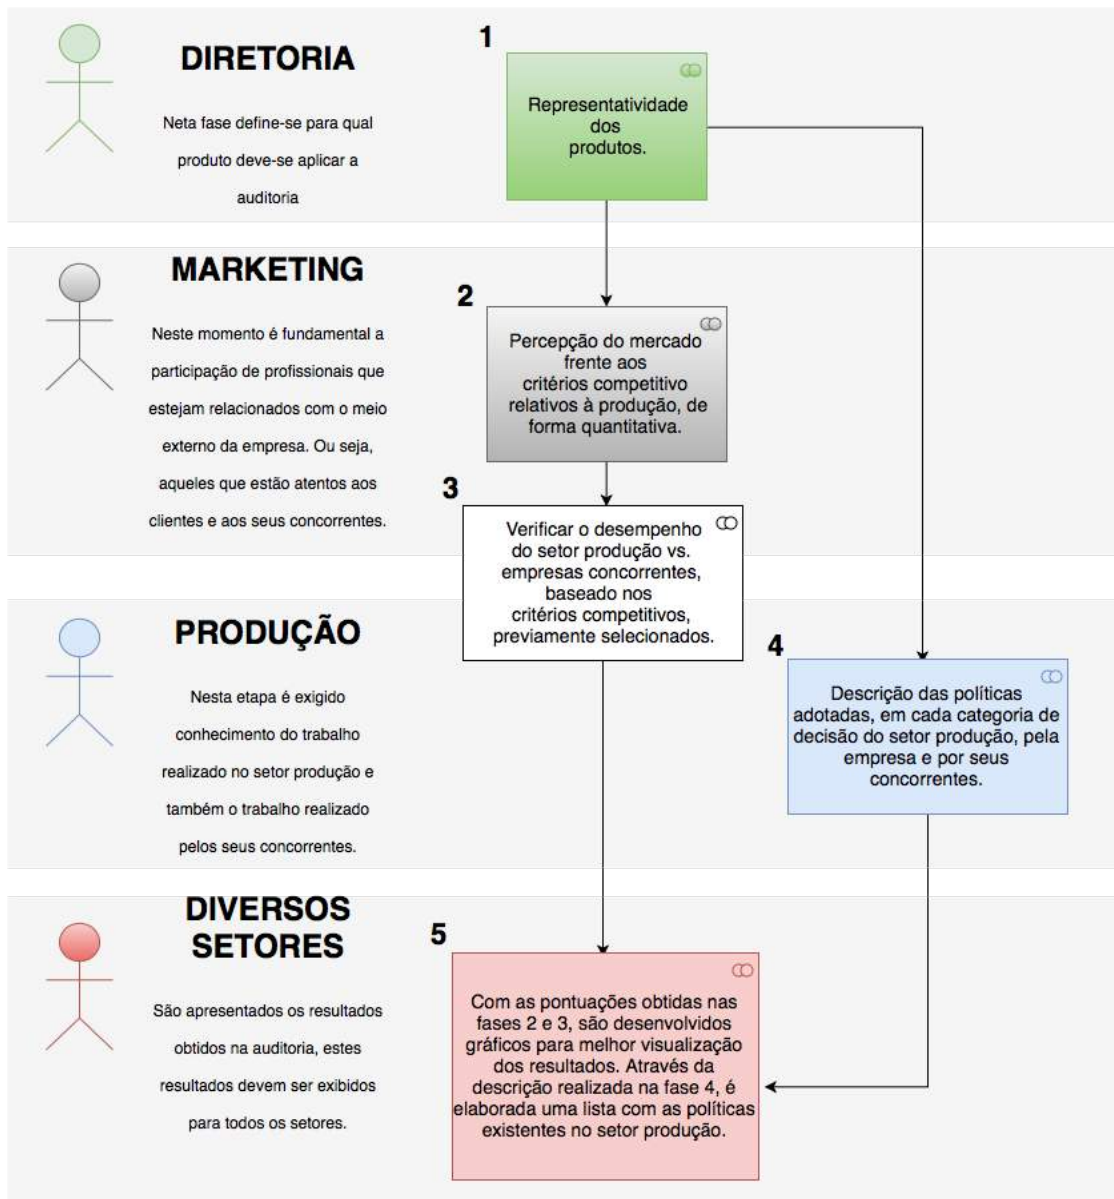 DIRETORIA
Neta fase define-se para qual
produto deve-se aplicar a
auditoria
1
Representatividade
dos
produtos.
MARKETING
Neste momento é fundamental a
participação de profissionais que
estejam relacionados com o meio
externo da empresa. Ou seja,
aqueles que estão atentos aos
clientes e aos seus concorrentes.
2
Percepção do mercado
frente aos
critérios competitivo
relativos à produção, de
forma quantitativa.
3
Verificar o desempenho
do setor produção vs.
empresas concorrentes,
baseado nos
critérios competitivos,
previamente selecionados.
PRODUÇÃO
Nesta etapa é exigido
conhecimento do trabalho
realizado no setor produção e
também o trabalho realizado
pelos seus concorrentes.
4
Descrição das políticas
adotadas, em cada categoria de
decisão do setor produção, pela
empresa e por seus
concorrentes.
DIVERSOS
SETORES
São apresentados os resultados
obtidos na auditoria, estes
resultados devem ser exibidos
para todos os setores.
5
Com as pontuações obtidas nas
fases 2 e 3, são desenvolvidos
gráficos para melhor visualização
dos resultados. Através da
descrição realizada na fase 4, é
elaborada uma lista com as políticas
existentes no setor produção.